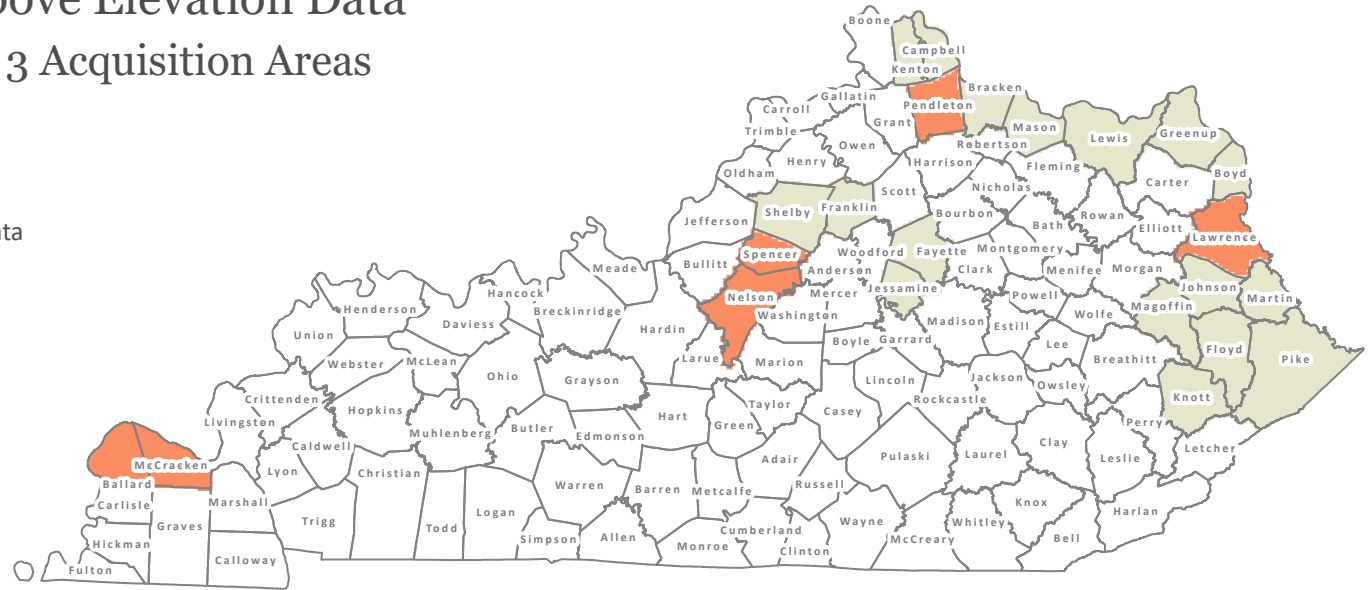 ove Elevation Data
3 Acquisition Areas
ta
Boone
Campbell
Kenton
Gallatin
Pendleton
Bracken
Carroll
Grant
Trimble
Mason
Owen
Robertson
Lewis
Greenup
Henry
Harrison
Fleming
Oldham
Carter
Boyd
Scott
Nicholas
Shelby
Franklin
Jefferson
Bourbon
Bath
Rowan
Elliott
Lawrence
Spencer
Woodford
Fayette
Montgomery
Bullitt
Anderson
Clark
Menifee
Morgan
Meade
Jessamine
Johnson
Hancock
Nelson
Mercer
Powell
Martin
Henderson
Breckinridge
Washington
Magoffin
Wolfe
Daviess
Hardin
Madison
Estill
Union
Boyle
Garrard
Lee
Floyd
Webster
McLean
Larue
Marion
Breathitt
Pike
Ohio
Grayson
Lincoln
Jackson
Owsley
Crittenden
Rockcastle
Knott
Hopkins
Hart
Taylor
Casey
Livingston
Green
Perry
Muhlenberg
Butler
Edmonson
Caldwell
Clay
Letcher
McCracken
Lyon
Christian
Adair
Pulaski
Laurel
Leslie
Ballard
Warren
Barren
Metcalfe
Russell
Carlisle
Marshall
Knox
Harlan
Graves
Trigg
Todd
Logan
Wayne
Whitley
Cumberland
Hickman
Simpson
Allen
McCreary
Bell
Monroe
Clinton
Calloway
Fulton